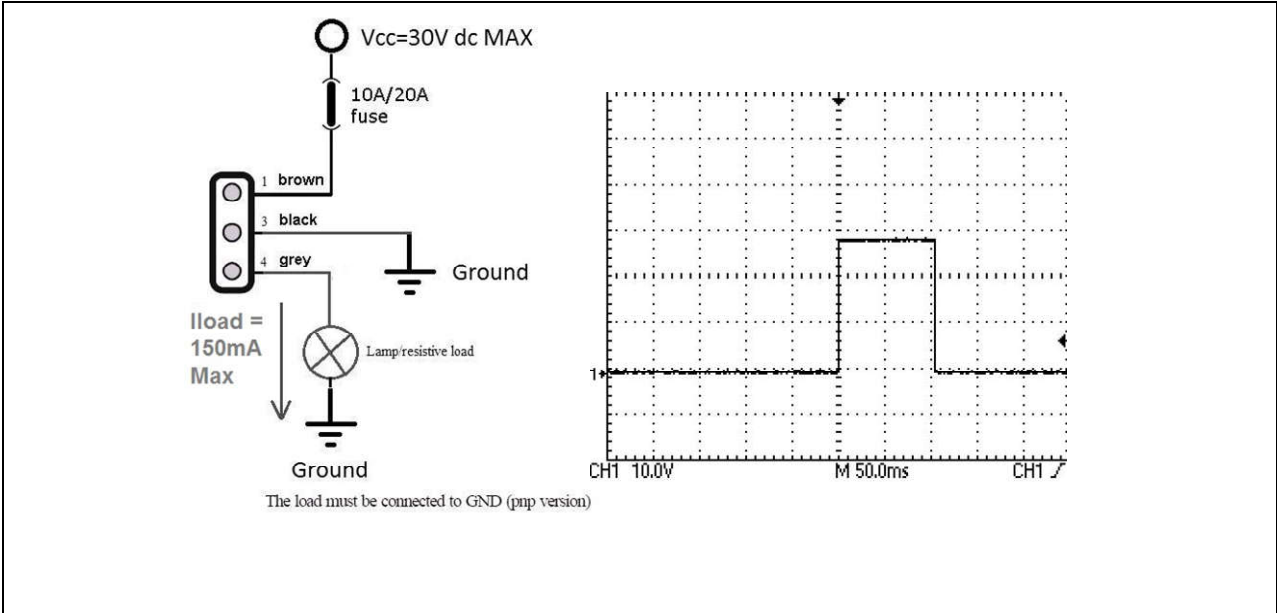 Vcc=30V dc MAX
10A/20A
fuse
1 brown
3 black
4 grey
Ground
Iload =
150mA
Max
Lamp/resistive load
Ground
The load must be connected to GND (pnp version)
1
CH1 10.0V M 50.0ms CH1